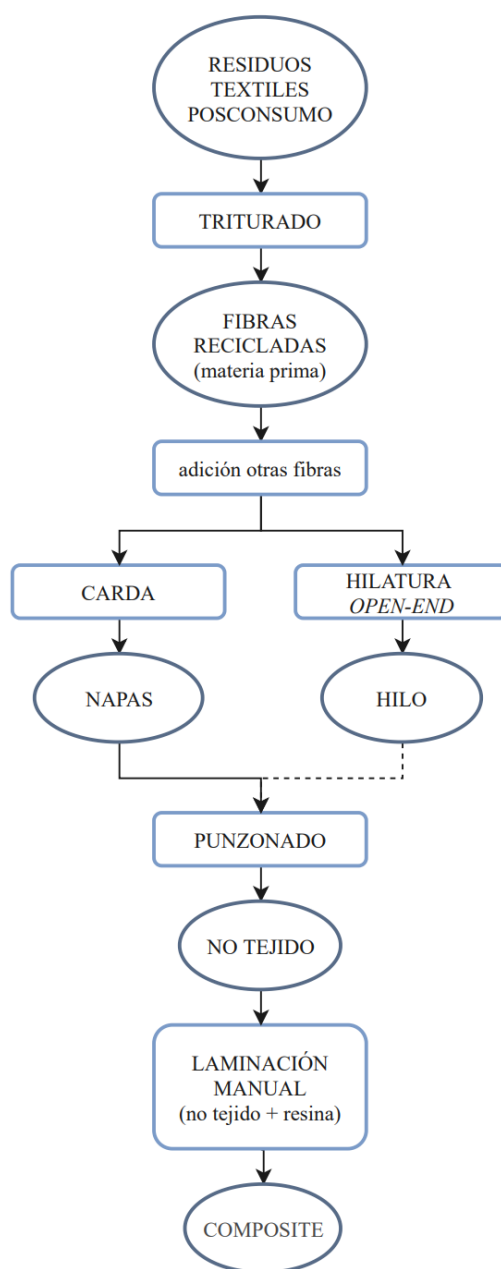 RESIDUOS
TEXTILES
POSCONSUMO
TRITURADO
FIBRAS
RECICLADAS
(materia prima)
adición otras fibras
CARDA
HILATURA
OPEN-END
NAPAS
HILO
PUNZONADO
NO TEJIDO
LAMINACIÓN
MANUAL
(no tejido + resina)
COMPOSITE